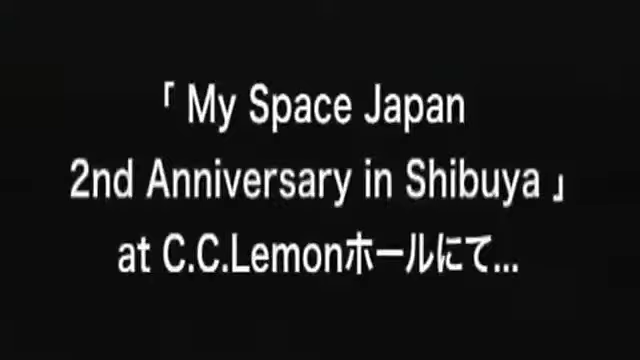 「 My Space Japan
2nd Anniversary in Shibuya 」
at C.C.Lemonホールにて...